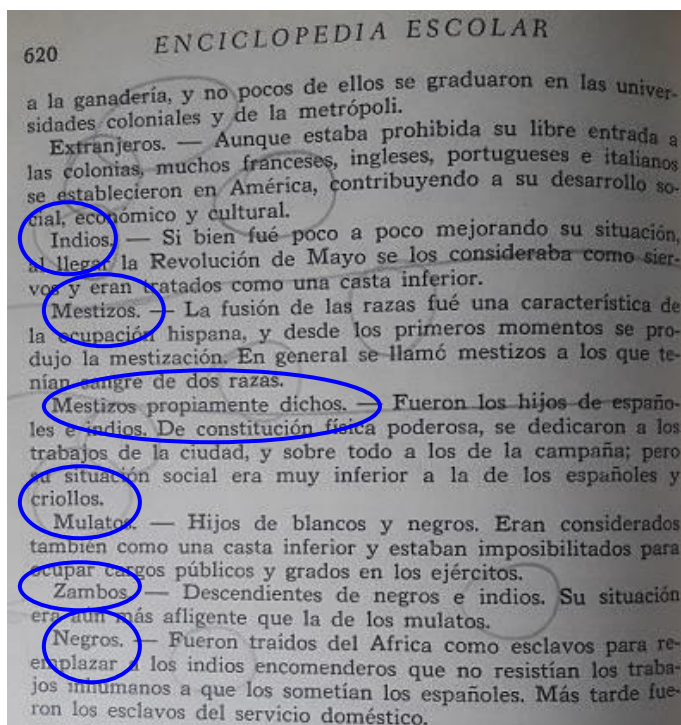 620 ENCICLOPEDIA ESCOLAR
a la ganadería, y no pocos de ellos se graduaron en las univer-
sidades coloniales y de la metrópoli.
Extranjeros. — Aunque estaba prohibida su libre entrada a
las colonias, muchos franceses, ingleses, portugueses e italianos
se establecieron en América, contribuyendo a su desarrollo so-
cial, económico y cultural.
Indios. — Si bien fué poco a poco mejorando su situación,
al llegar la Revolución de Mayo se los consideraba como sier-
vos y eran tratados como una casta inferior.
Mestizos. — La fusión de las razas fué una característica de
la ocupación hispana, y desde los primeros momentos se pro-
dujo la mestización. En general se llamó mestizos a los que te-
nían sangre de dos razas.
Mestizos propiamente dichos. — Fueron los hijos de españo-
les e indios. De constitución física poderosa, se dedicaron a los
trabajos de la ciudad, y sobre todo a los de la campaña; pero
su situación social era muy inferior a la de los españoles y
criollos.
Mulatos. — Hijos de blancos y negros. Eran considerados
también como una casta inferior y estaban imposibilitados para
ocupar cargos públicos y grados en los ejércitos.
Zambos. — Descendientes de negros e indios. Su situación
era aún más afligente que la de los mulatos.
Negros. — Fueron traídos del Africa como esclavos para re-
emplazar a los indios encomenderos que no resistían los traba-
jos inhumanos a que los sometían los españoles. Más tarde fue-
ron los esclavos del servicio doméstico.